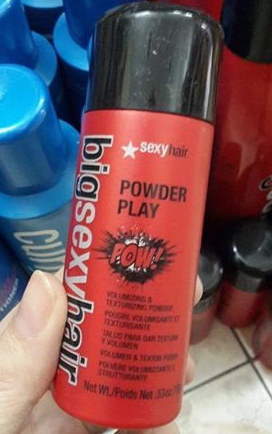 sexyhair
bigsexyhair
POWDER
PLAY
POW!
VOLUMIZING &
TEXTURIZING POWDER
POUDRE VOLUMISANTE ET
TEXTURISANTE
TALCO PARA DAR TEXTURA
Y VOLUMEN
VOLUMEN & TEXTUR PUDER
POLVERE VOLUMIZZANTE E
STRUTTURANTE
Net Wt./Poids Net .53oz